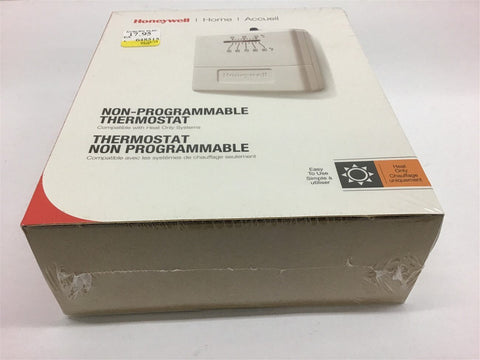 Honeywell | Home | Accueil
17.95
Honeywell
NON-PROGRAMMABLE
THERMOSTAT
Compatible with Heat Only Systems
THERMOSTAT
NON PROGRAMMABLE
Compatible avec les systèmes de chauffage seulement
Easy
To Use
Simple à
utiliser
Heat
Only
Chauffage
uniquement